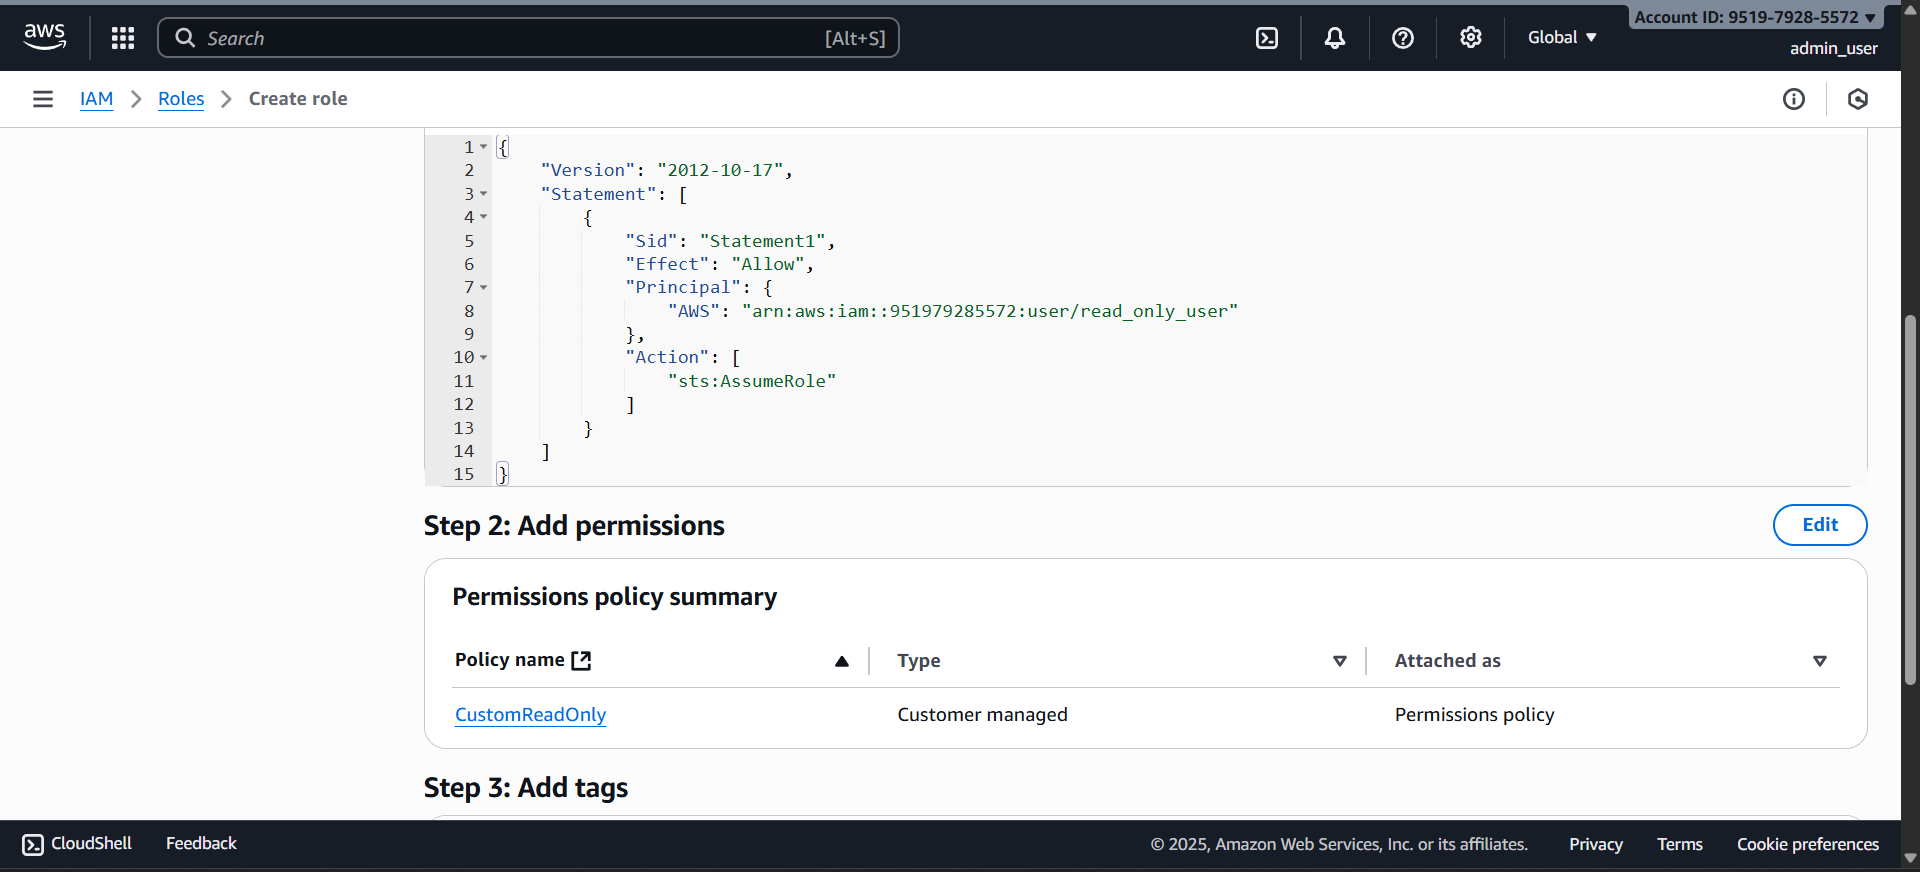 aws
Search
[Alt+S]
Global
Account ID: 9519-7928-5572
admin_user
IAM
Roles
Create role
1 {
2 "Version": "2012-10-17",
3 "Statement": [
4 {
5 "Sid": "Statement1",
6 "Effect": "Allow",
7 "Principal": {
8 "AWS": "arn:aws:iam::951979285572:user/read_only_user"
9 },
10 "Action": [
11 "sts:AssumeRole"
12 ]
13 }
14 ]
15 }
Step 2: Add permissions
Edit
Permissions policy summary
Policy name
Type
Attached as
CustomReadOnly
Customer managed
Permissions policy
Step 3: Add tags
CloudShell
Feedback
© 2025, Amazon Web Services, Inc. or its affiliates.
Privacy
Terms
Cookie preferences